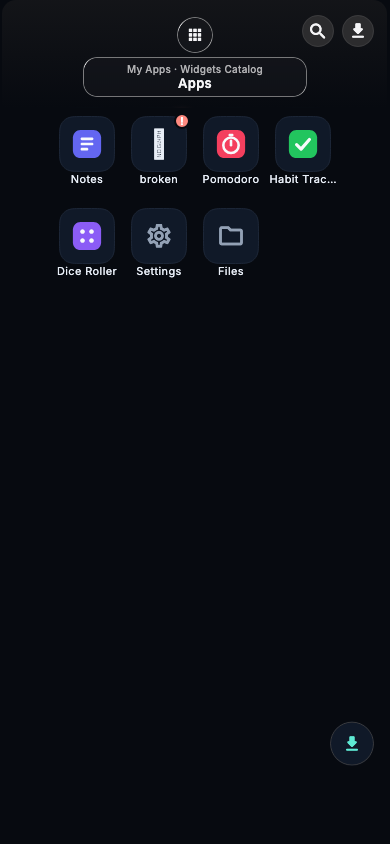 My Apps · Widgets Catalog
Apps
Notes
broken
Pomodoro
Habit Trac...
Dice Roller
Settings
Files